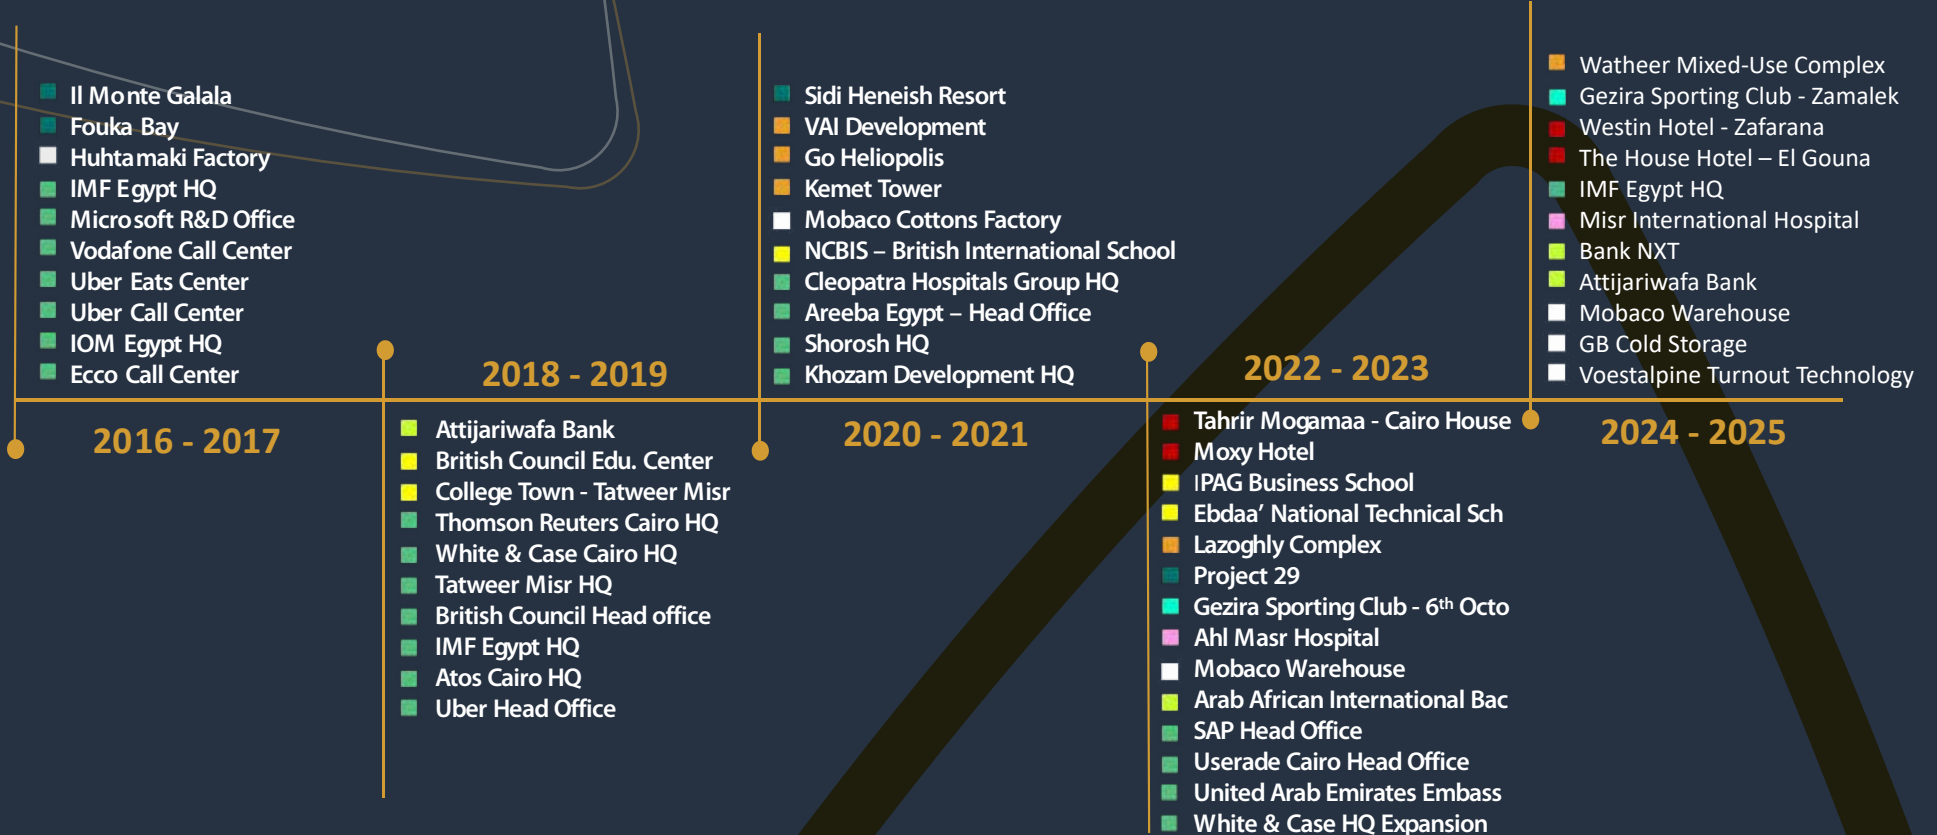 Il Monte Galala
Fouka Bay
Huhtamaki Factory
IMF Egypt HQ
Microsoft R&D Office
Vodafone Call Center
Uber Eats Center
Uber Call Center
IOM Egypt HQ
Ecco Call Center
2016 - 2017
2018 - 2019
Attijariwafa Bank
British Council Edu. Center
College Town - Tatweer Misr
Thomson Reuters Cairo HQ
White & Case Cairo HQ
Tatweer Misr HQ
British Council Head office
IMF Egypt HQ
Atos Cairo HQ
Uber Head Office
Sidi Heneish Resort
VAI Development
Go Heliopolis
Kemet Tower
Mobaco Cottons Factory
NCBIS – British International School
Cleopatra Hospitals Group HQ
Areeba Egypt – Head Office
Shorosh HQ
Khozam Development HQ
2020 - 2021
2022 - 2023
Tahrir Mogamaa - Cairo House
Moxy Hotel
IPAG Business School
Ebdaa’ National Technical Sch
Lazoghly Complex
Project 29
Gezira Sporting Club - 6th Octo
Ahl Masr Hospital
Mobaco Warehouse
Arab African International Bac
SAP Head Office
Userade Cairo Head Office
United Arab Emirates Embass
White & Case HQ Expansion
Watheer Mixed-Use Complex
Gezira Sporting Club - Zamalek
Westin Hotel - Zafarana
The House Hotel – El Gouna
IMF Egypt HQ
Misr International Hospital
Bank NXT
Attijariwafa Bank
Mobaco Warehouse
GB Cold Storage
Voestalpine Turnout Technology
2024 - 2025